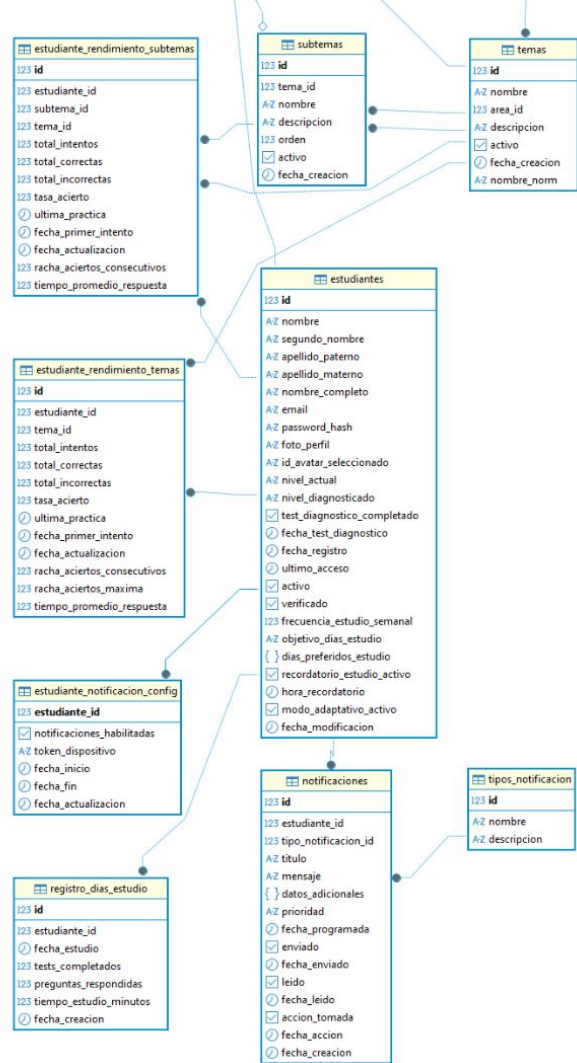 estudiante_rendimiento_subtemas
123 id
123 estudiante_id
123 subtema_id
123 tema_id
123 total_intentos
123 total_correctas
123 total_incorrectas
123 tasa_acierto
ultima_practica
fecha_primer_intento
fecha_actualizacion
123 racha_aciertos_consecutivos
123 tiempo_promedio_respuesta
subtemas
123 id
123 tema_id
A-Z nombre
A-Z descripcion
123 orden
activo
fecha_creacion
temas
123 id
A-Z nombre
123 area_id
A-Z descripcion
activo
fecha_creacion
A-Z nombre_norm
estudiantes
123 id
A-Z nombre
A-Z segundo_nombre
A-Z apellido_paterno
A-Z apellido_materno
A-Z nombre_completo
A-Z email
A-Z password_hash
A-Z foto_perfil
A-Z id_avatar_seleccionado
A-Z nivel_actual
A-Z nivel_diagnosticado
test_diagnostico_completado
fecha_test_diagnostico
fecha_registro
ultimo_acceso
activo
verificado
123 frecuencia_estudio_semanal
A-Z objetivo_dias_estudio
{ } dias_preferidos_estudio
recordatorio_estudio_activo
hora_recordatorio
modo_adaptativo_activo
fecha_modificacion
estudiante_rendimiento_temas
123 id
123 estudiante_id
123 tema_id
123 total_intentos
123 total_correctas
123 total_incorrectas
123 tasa_acierto
ultima_practica
fecha_primer_intento
fecha_actualizacion
123 racha_aciertos_consecutivos
123 racha_aciertos_maxima
123 tiempo_promedio_respuesta
estudiante_notificacion_config
123 estudiante_id
notificaciones_habilitadas
A-Z token_dispositivo
fecha_inicio
fecha_fin
fecha_actualizacion
notificaciones
123 id
123 estudiante_id
123 tipo_notificacion_id
A-Z titulo
A-Z mensaje
{ } datos_adicionales
A-Z prioridad
fecha_programada
enviado
fecha_enviado
leido
fecha_leido
accion_tomada
fecha_accion
fecha_creacion
tipos_notificacion
123 id
A-Z nombre
A-Z descripcion
registro_dias_estudio
123 id
123 estudiante_id
fecha_estudio
123 tests_completados
123 preguntas_respondidas
123 tiempo_estudio_minutos
fecha_creacion